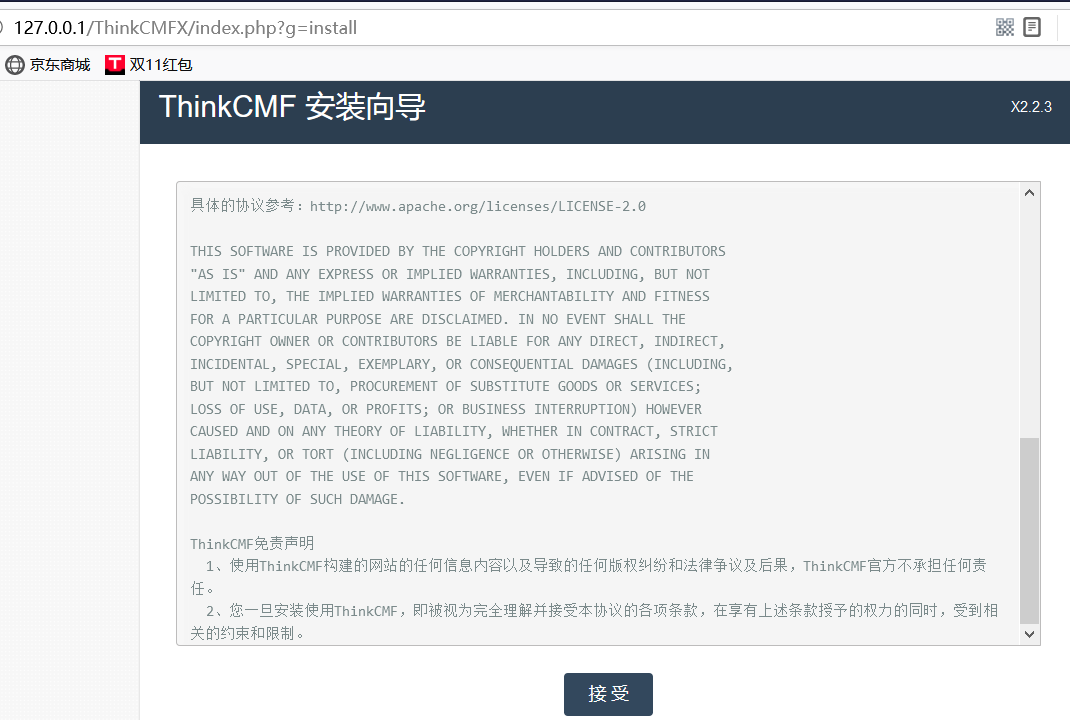 127.0.0.1/ThinkCMFX/index.php?g=install
京东商城 T 双11红包
ThinkCMF 安装向导
X2.2.3
具体的协议参考：http://www.apache.org/licenses/LICENSE-2.0
THIS SOFTWARE IS PROVIDED BY THE COPYRIGHT HOLDERS AND CONTRIBUTORS
"AS IS" AND ANY EXPRESS OR IMPLIED WARRANTIES, INCLUDING, BUT NOT
LIMITED TO, THE IMPLIED WARRANTIES OF MERCHANTABILITY AND FITNESS
FOR A PARTICULAR PURPOSE ARE DISCLAIMED. IN NO EVENT SHALL THE
COPYRIGHT OWNER OR CONTRIBUTORS BE LIABLE FOR ANY DIRECT, INDIRECT,
INCIDENTAL, SPECIAL, EXEMPLARY, OR CONSEQUENTIAL DAMAGES (INCLUDING,
BUT NOT LIMITED TO, PROCUREMENT OF SUBSTITUTE GOODS OR SERVICES;
LOSS OF USE, DATA, OR PROFITS; OR BUSINESS INTERRUPTION) HOWEVER
CAUSED AND ON ANY THEORY OF LIABILITY, WHETHER IN CONTRACT, STRICT
LIABILITY, OR TORT (INCLUDING NEGLIGENCE OR OTHERWISE) ARISING IN
ANY WAY OUT OF THE USE OF THIS SOFTWARE, EVEN IF ADVISED OF THE
POSSIBILITY OF SUCH DAMAGE.
ThinkCMF免责声明
1、使用ThinkCMF构建的网站的任何信息内容以及导致的任何版权纠纷和法律争议及后果，ThinkCMF官方不承担任何责
任。
2、您一旦安装使用ThinkCMF，即被视为完全理解并接受本协议的各项条款，在享有上述条款授予的权力的同时，受到相
关的约束和限制。
接 受